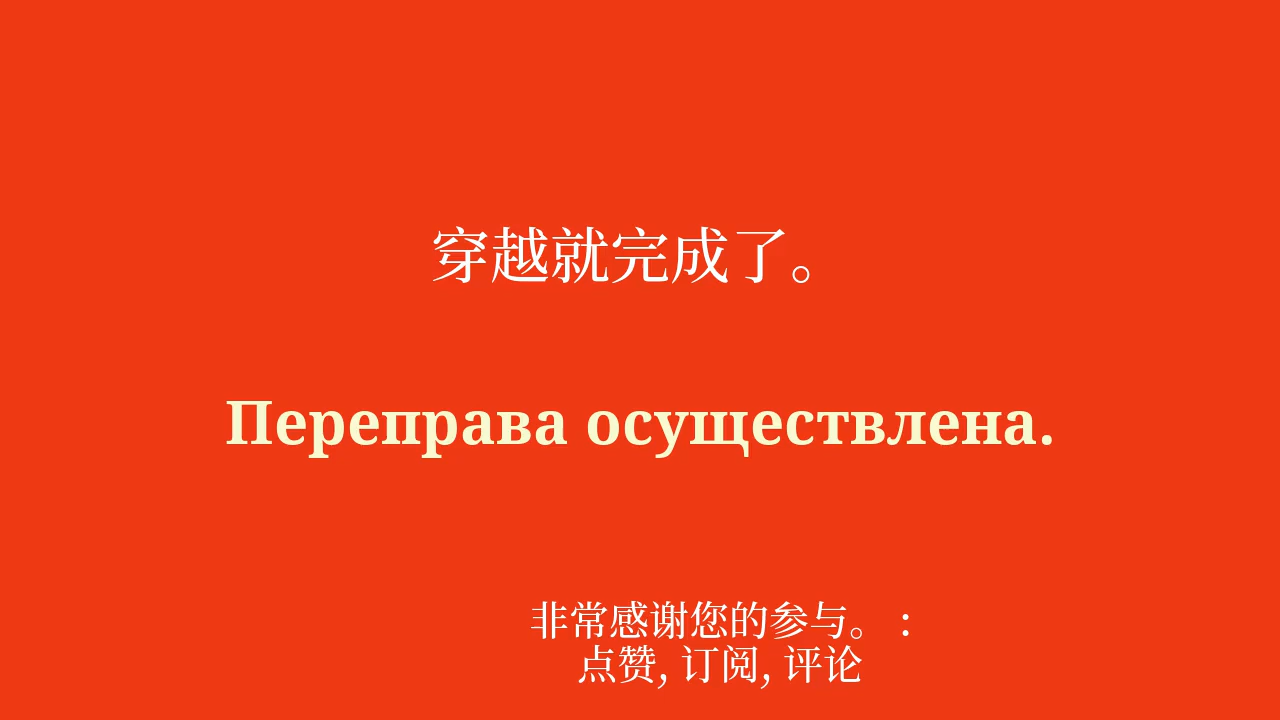 穿越就完成了。
Переправа осуществлена.
非常感谢您的参与。 :
点赞, 订阅, 评论